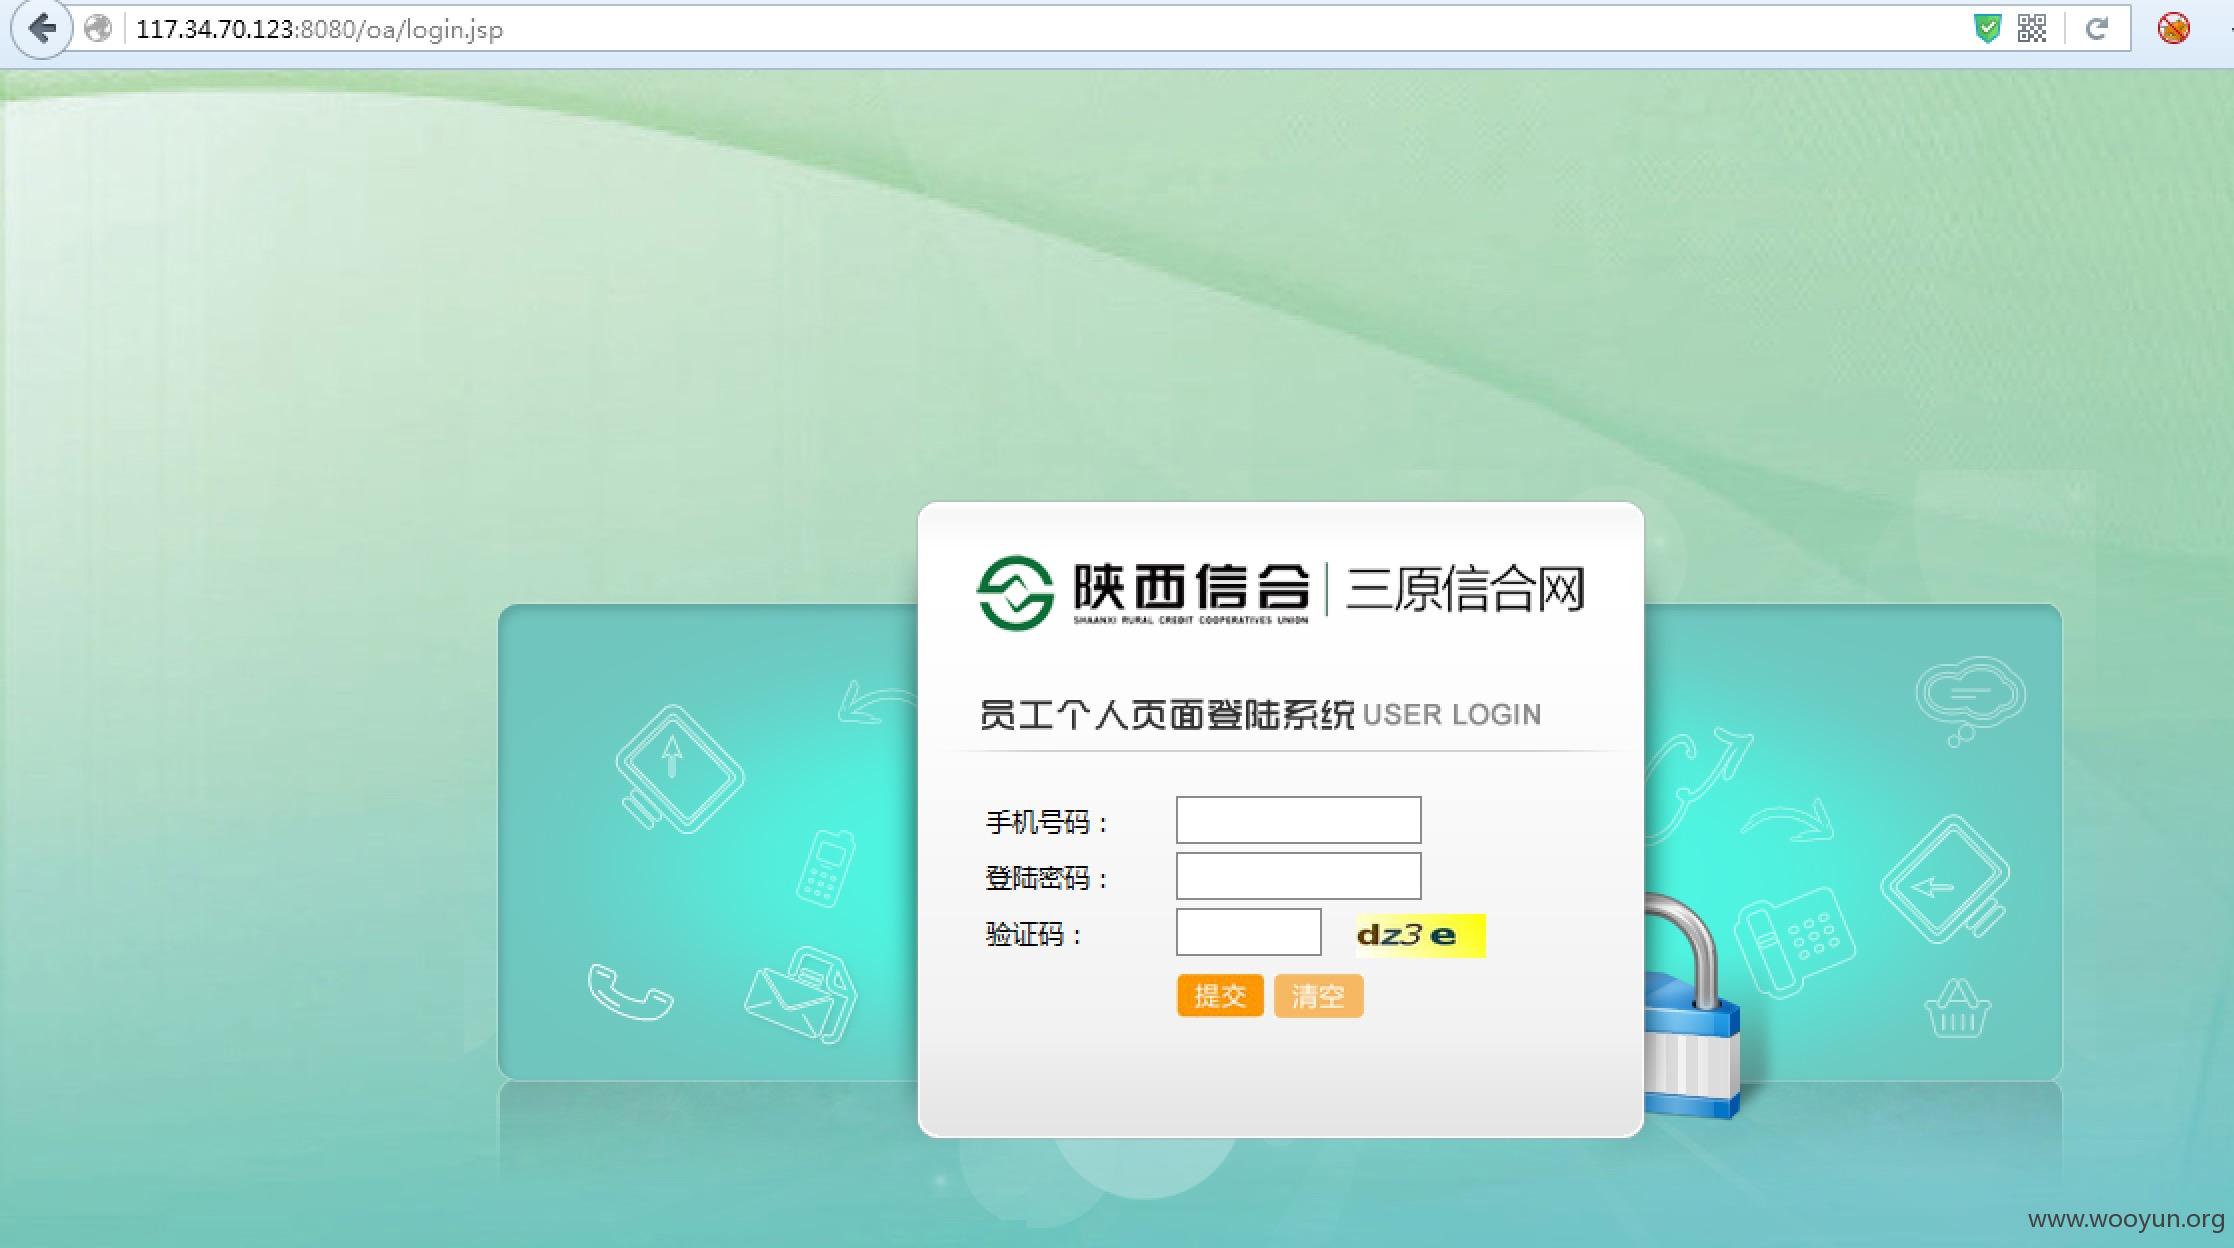 117.34.70.123:8080/oa/login.jsp
陕西信合 三原信合网
SHAANXI RURAL CREDIT COOPERATIVES UNION
员工个人页面登陆系统 USER LOGIN
手机号码：
登陆密码：
验证码： dz3e
提交 清空
www.wooyun.org